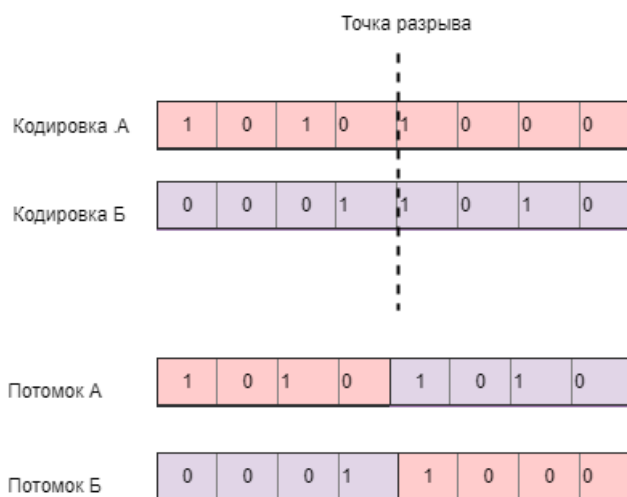 Точка разрыва
Кодировка .А 1 0 1 0 1 0 0 0
Кодировка Б 0 0 0 1 1 0 1 0
Потомок А 1 0 1 0 1 0 1 0
Потомок Б 0 0 0 1 1 0 0 0